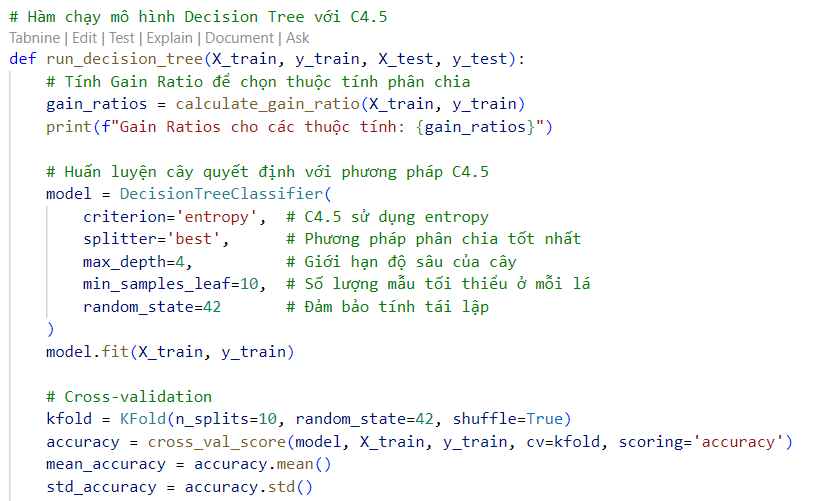 # Hàm chạy mô hình Decision Tree với C4.5
Tabnine | Edit | Test | Explain | Document | Ask
def run_decision_tree(X_train, y_train, X_test, y_test):
    # Tính Gain Ratio để chọn thuộc tính phân chia
    gain_ratios = calculate_gain_ratio(X_train, y_train)
    print(f"Gain Ratios cho các thuộc tính: {gain_ratios}")

    # Huấn luyện cây quyết định với phương pháp C4.5
    model = DecisionTreeClassifier(
        criterion='entropy',  # C4.5 sử dụng entropy
        splitter='best',      # Phương pháp phân chia tốt nhất
        max_depth=4,          # Giới hạn độ sâu của cây
        min_samples_leaf=10,  # Số lượng mẫu tối thiểu ở mỗi lá
        random_state=42       # Đảm bảo tính tái lập
    )
    model.fit(X_train, y_train)

    # Cross-validation
    kfold = KFold(n_splits=10, random_state=42, shuffle=True)
    accuracy = cross_val_score(model, X_train, y_train, cv=kfold, scoring='accuracy')
    mean_accuracy = accuracy.mean()
    std_accuracy = accuracy.std()